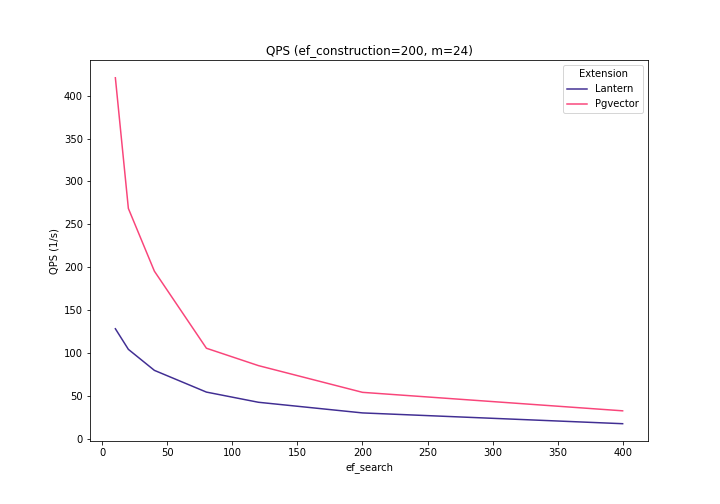 QPS (ef_construction=200, m=24)
Extension
Lantern
Pgvector
QPS (1/s)
400
350
300
250
200
150
100
50
0
0 50 100 150 200 250 300 350 400
ef_search